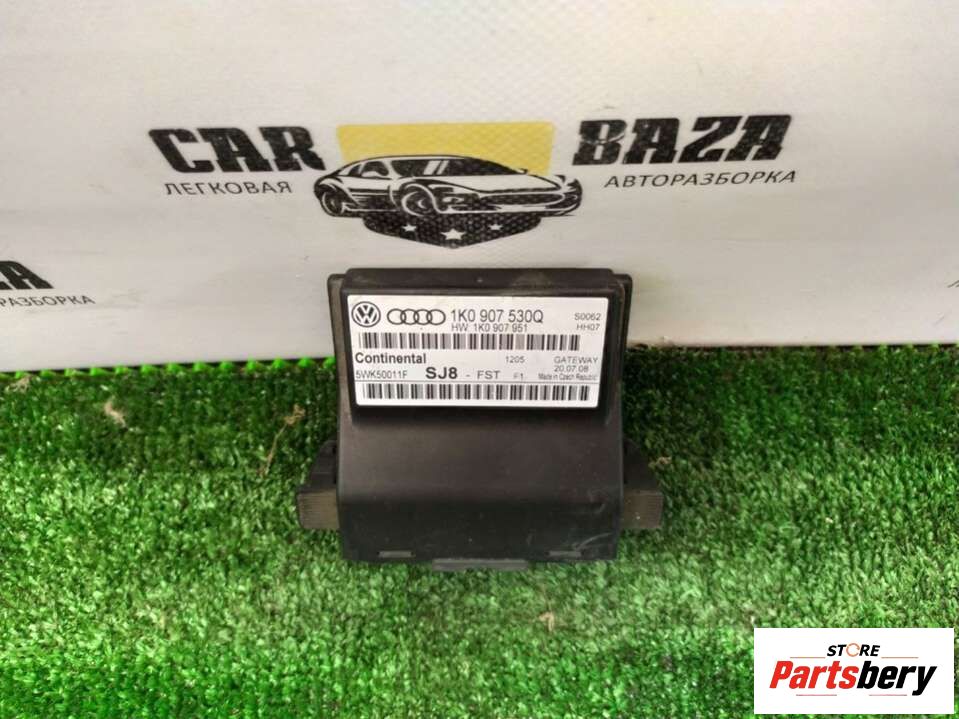 CAR BAZA
ЛЕГКОВАЯ АВТОРАЗБОРКА
ZA
РАЗБОРКА
1K0 907 530Q S0062
HW: 1K0 907 951 HH07
Continental 1205 GATEWAY
5WK50011F SJ8 - FST F1 20.07.08
Made in Czech Republic
STORE
Partsbery